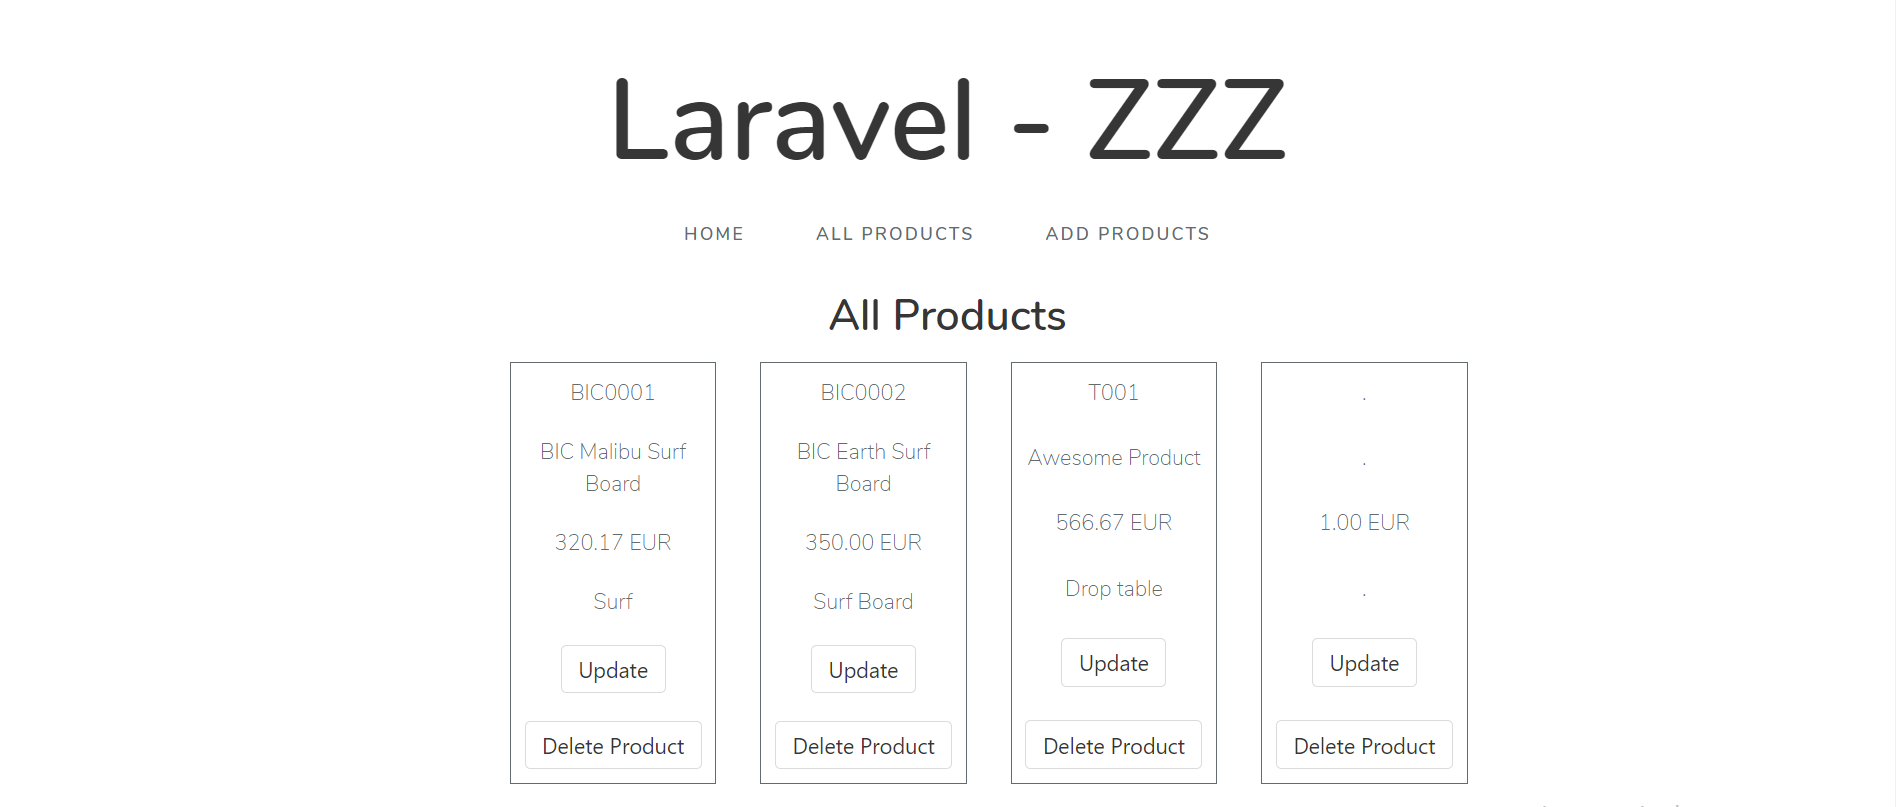 Laravel - ZZZ
HOME ALL PRODUCTS ADD PRODUCTS
All Products
BIC0001
BIC Malibu Surf
Board
320.17 EUR
Surf
Update
Delete Product
BIC0002
BIC Earth Surf
Board
350.00 EUR
Surf Board
Update
Delete Product
T001
Awesome Product
566.67 EUR
Drop table
Update
Delete Product
.
.
1.00 EUR
.
Update
Delete Product